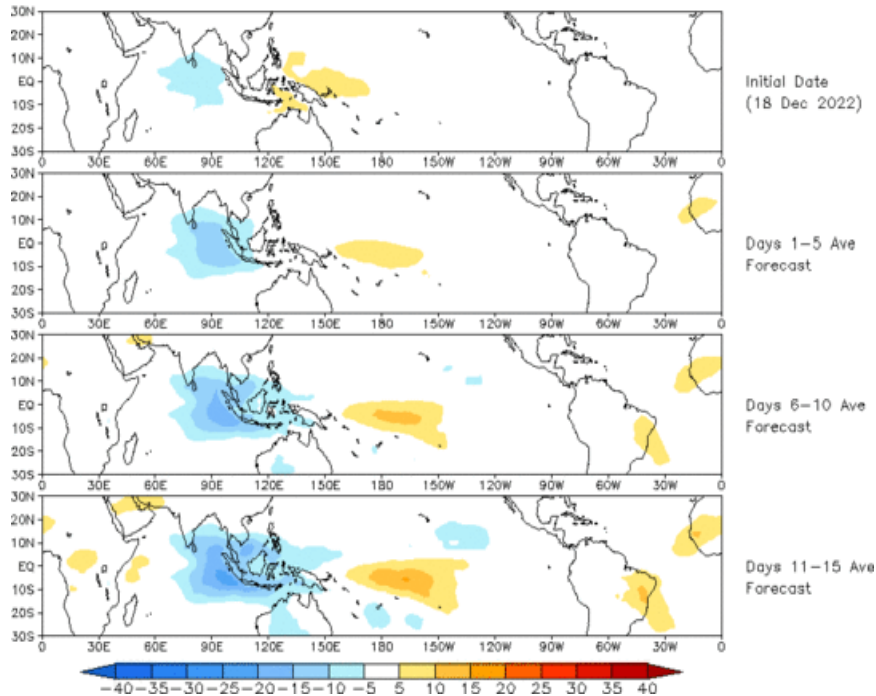 30N
20N
10N
EQ
10S
20S
30S
0 30E 60E 90E 120E 150E 180 150W 120W 90W 60W 30W 0
Initial Date
(18 Dec 2022)
30N
20N
10N
EQ
10S
20S
30S
0 30E 60E 90E 120E 150E 180 150W 120W 90W 60W 30W 0
Days 1-5 Ave
Forecast
30N
20N
10N
EQ
10S
20S
30S
0 30E 60E 90E 120E 150E 180 150W 120W 90W 60W 30W 0
Days 6-10 Ave
Forecast
30N
20N
10N
EQ
10S
20S
30S
0 30E 60E 90E 120E 150E 180 150W 120W 90W 60W 30W 0
Days 11-15 Ave
Forecast
-40 -35 -30 -25 -20 -15 -10 -5 5 10 15 20 25 30 35 40